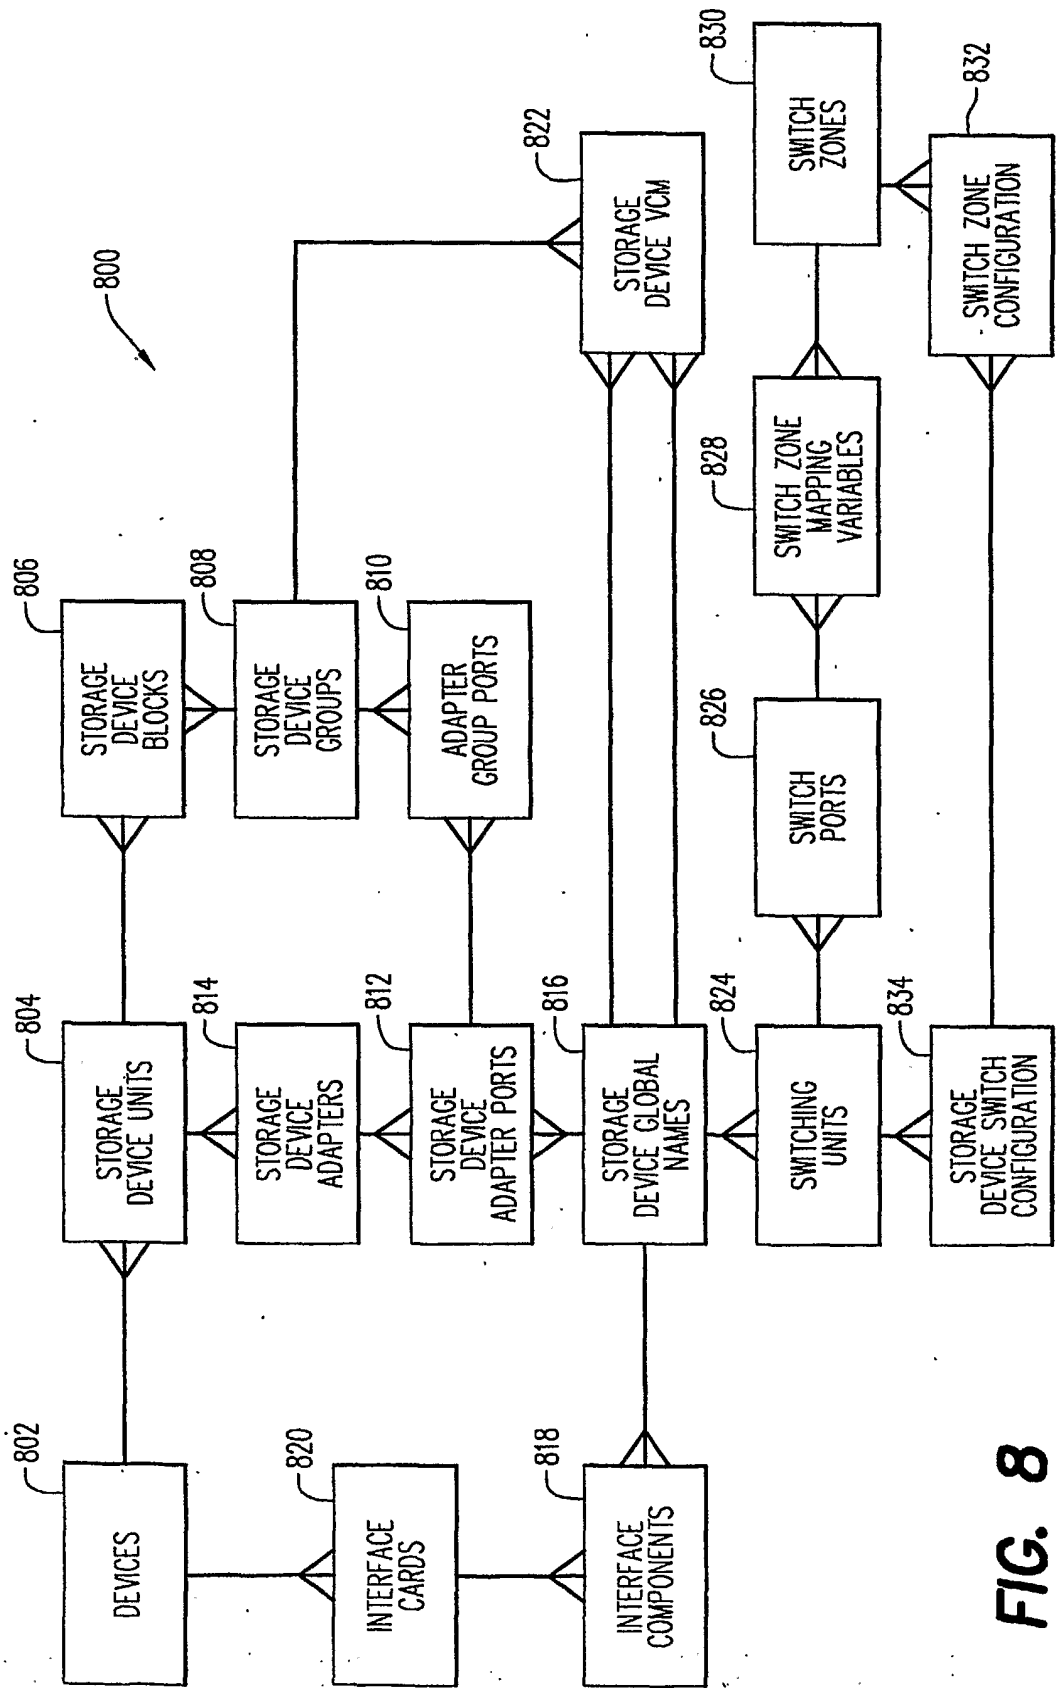 800
802
DEVICES
820
INTERFACE
CARDS
818
INTERFACE
COMPONENTS
804
STORAGE
DEVICE UNITS
814
STORAGE
DEVICE
ADAPTERS
812
STORAGE
DEVICE
ADAPTER PORTS
816
STORAGE
DEVICE GLOBAL
NAMES
824
SWITCHING
UNITS
834
STORAGE
DEVICE SWITCH
CONFIGURATION
806
STORAGE
DEVICE
BLOCKS
808
STORAGE
DEVICE
GROUPS
810
ADAPTER
GROUP PORTS
826
SWITCH
PORTS
828
SWITCH ZONE
MAPPING
VARIABLES
822
STORAGE
DEVICE VCM
830
SWITCH
ZONES
832
SWITCH ZONE
CONFIGURATION
FIG. 8